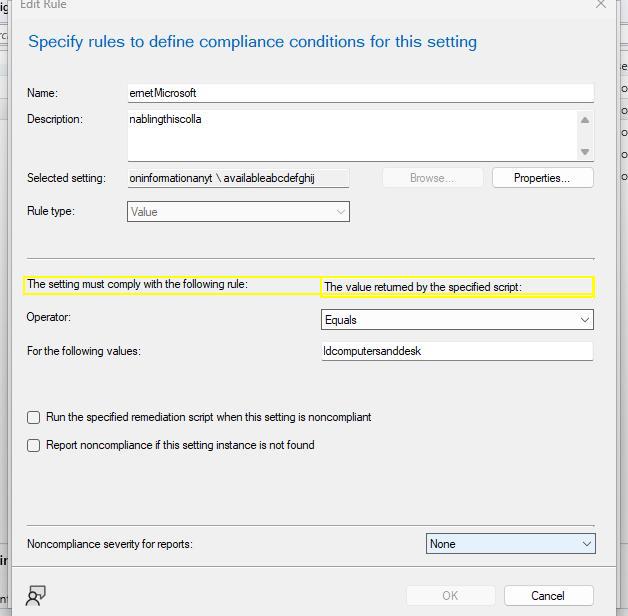 Edit Rule
Specify rules to define compliance conditions for this setting
Name: ernetMicrosoft
Description: nablingthiscolla
Selected setting: oninformationanyt \ availableabcdefghij Browse... Properties...
Rule type: Value
The setting must comply with the following rule: The value returned by the specified script:
Operator: Equals
For the following values: ldcomputersanddesk
Run the specified remediation script when this setting is noncompliant
Report noncompliance if this setting instance is not found
Noncompliance severity for reports: None
OK Cancel